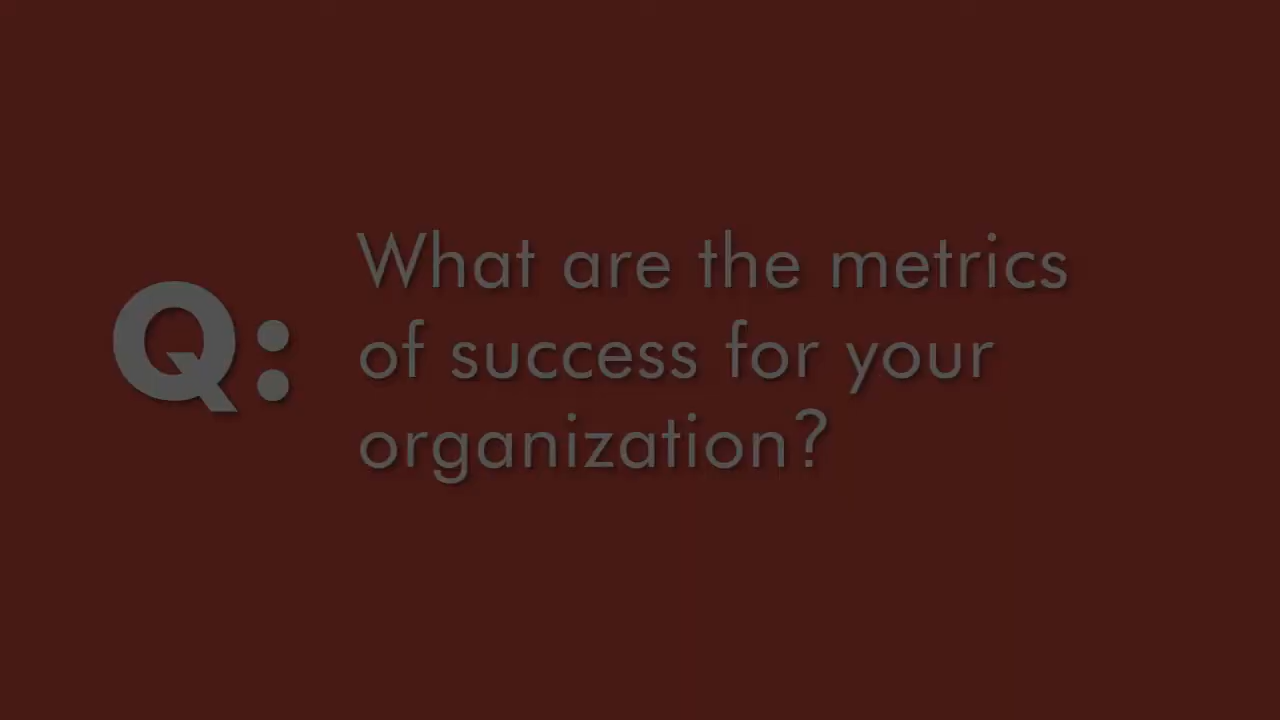 Q:
What are the metrics
of success for your
organization?